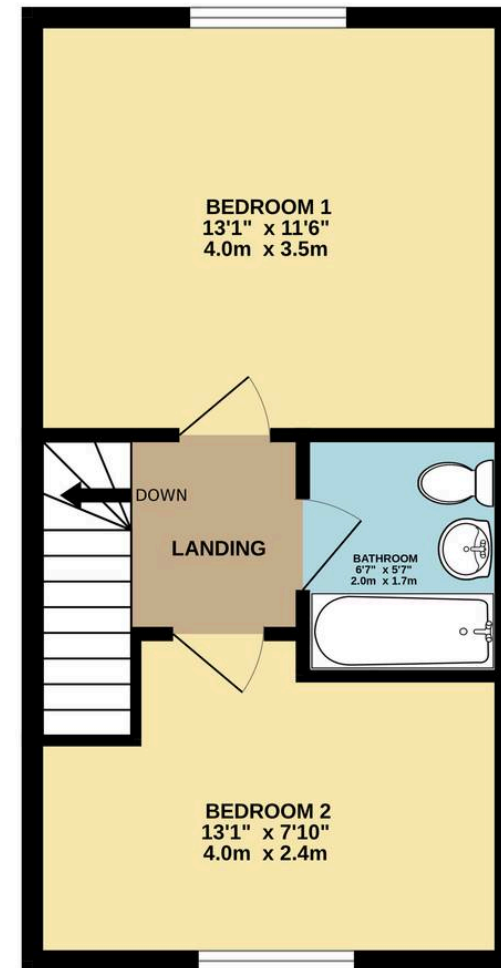 BEDROOM 1
13'1" x 11'6"
4.0m x 3.5m
DOWN
LANDING
BATHROOM
6'7" x 5'7"
2.0m x 1.7m
BEDROOM 2
13'1" x 7'10"
4.0m x 2.4m